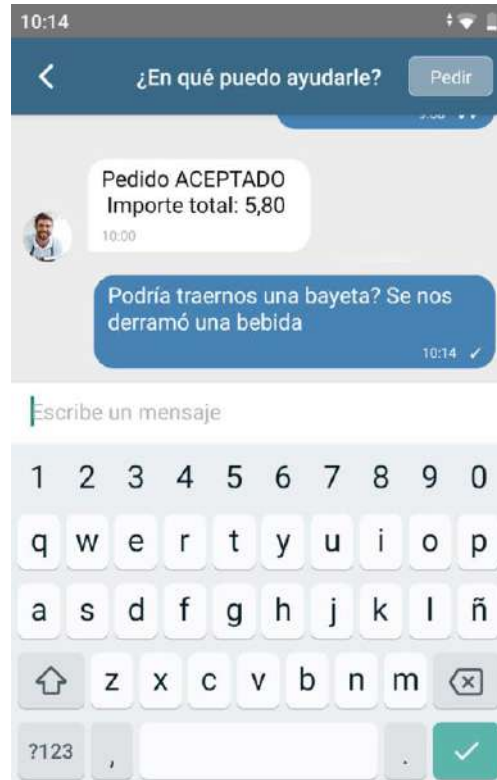 10:14
¿En qué puedo ayudarle?
Pedir
Pedido ACEPTADO
Importe total: 5,80
10:00
Podría traernos una bayeta? Se nos
derramó una bebida
10:14
Escribe un mensaje
1 2 3 4 5 6 7 8 9 0
q w e r t y u i o p
a s d f g h j k l ñ
z x c v b n m
?123 , .